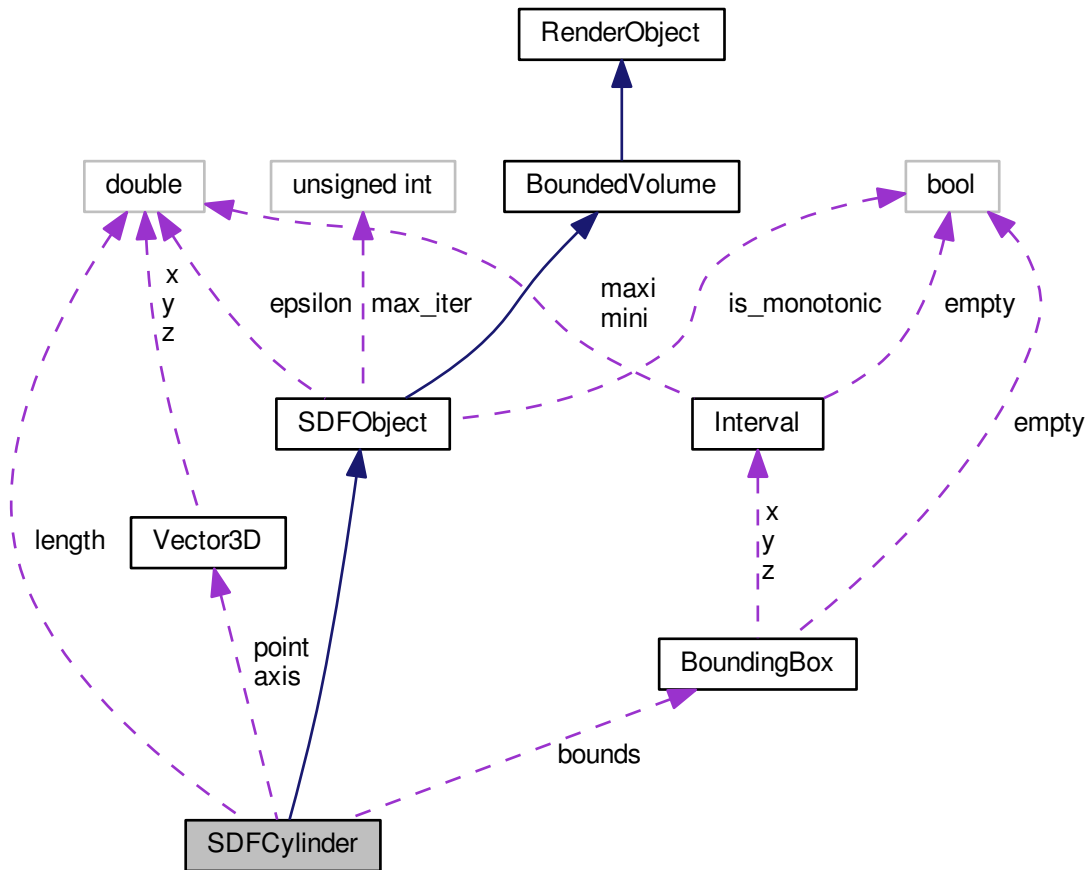 RenderObject
double
unsigned int
BoundedVolume
bool
x
y
z
epsilon
max_iter
maxi
mini
is_monotonic
empty
SDFObject
Interval
empty
length
Vector3D
x
y
z
point
axis
BoundingBox
bounds
SDFCylinder